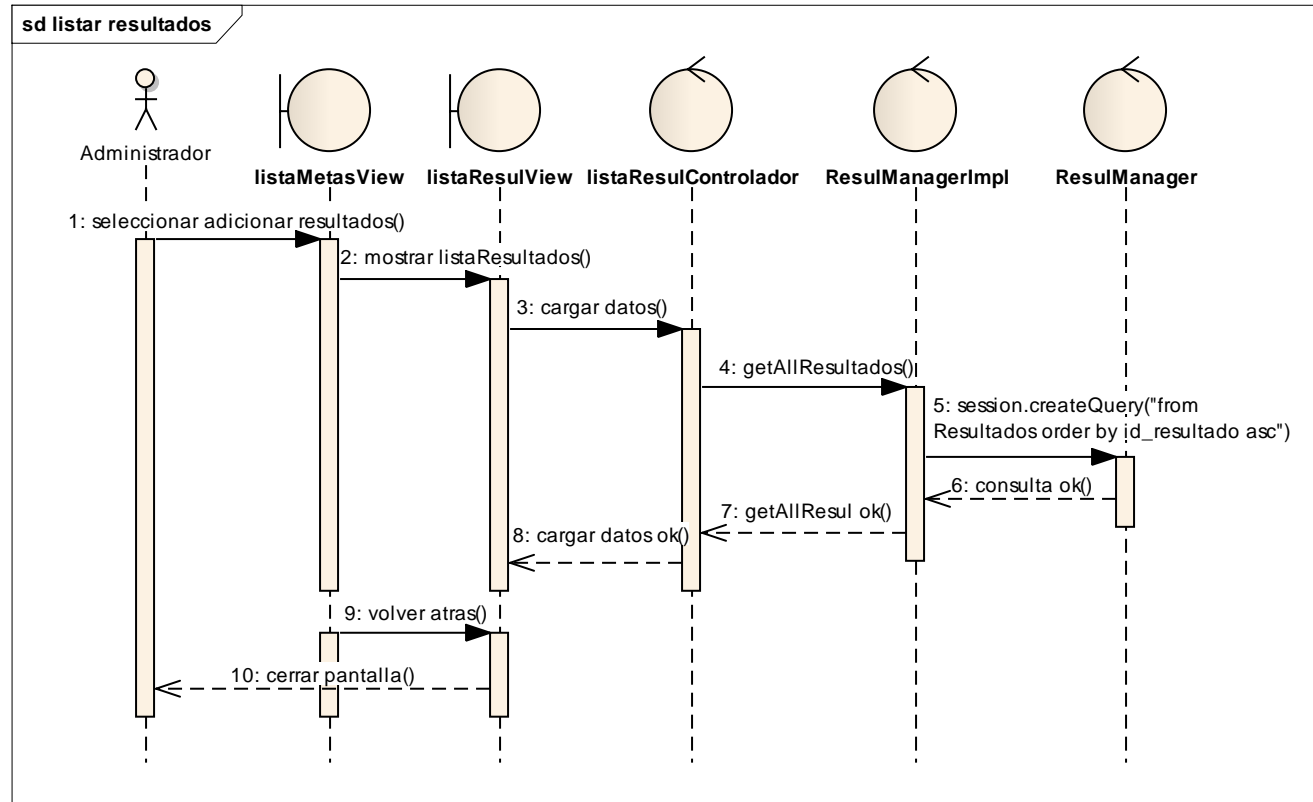 sd listar resultados
Administrador
listaMetasView
listaResulView
listaResulControlador
ResulManagerImpl
ResulManager
1: seleccionar adicionar resultados()
2: mostrar listaResultados()
3: cargar datos()
4: getAllResultados()
5: session.createQuery("from
Resultados order by id_resultado asc")
6: consulta ok()
7: getAllResul ok()
8: cargar datos ok()
9: volver atras()
10: cerrar pantalla()